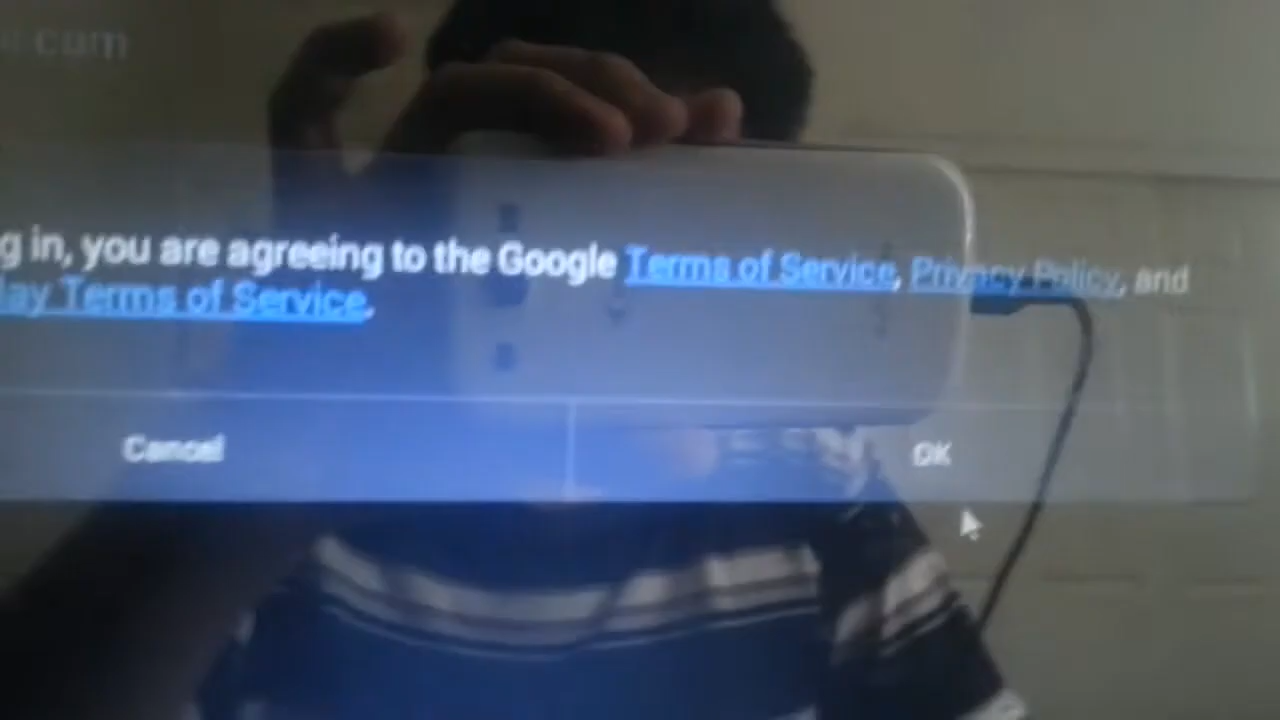 g in, you are agreeing to the Google Terms of Service, Privacy Policy, and
lay Terms of Service.
Cancel
OK